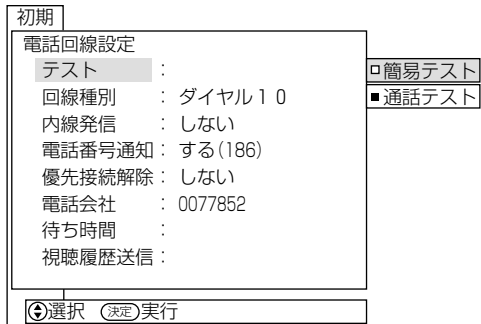 初期
電話回線設定
テスト :
回線種別 : ダイヤル10
内線発信 : しない
電話番号通知 : する(186)
優先接続解除 : しない
電話会社 : 0077852
待ち時間 :
視聴履歴送信 :
簡易テスト
通話テスト
選択 決定 実行